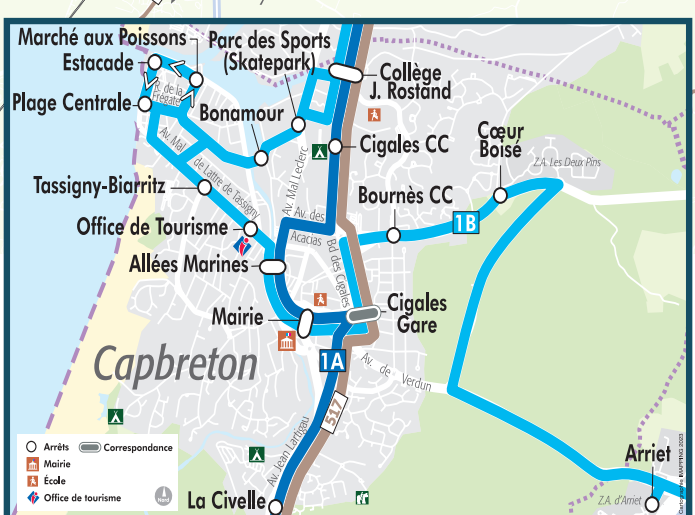 Marché aux Poissons
Estacade
Parc des Sports
(Skatepark)
Collège
J. Rostand
Plage Centrale
de la
Frégate
Bonamour
Cigales CC
Cœur
Boisé
Z.A. Les Deux Pins
Av. Mal
de Lattre de Tassigny
Av. Mal Leclerc
Tassigny-Biarritz
Bournès CC
1B
Office de Tourisme
Av. des
Acacias
Bd des Cigales
Allées Marines
Mairie
Cigales
Gare
Capbreton
1A
Av. de Verdun
517
Av. Jean Lartigau
Arrêts
Correspondance
Mairie
École
Office de tourisme
Nord
La Civelle
Arriet
Z.A. d'Arriet